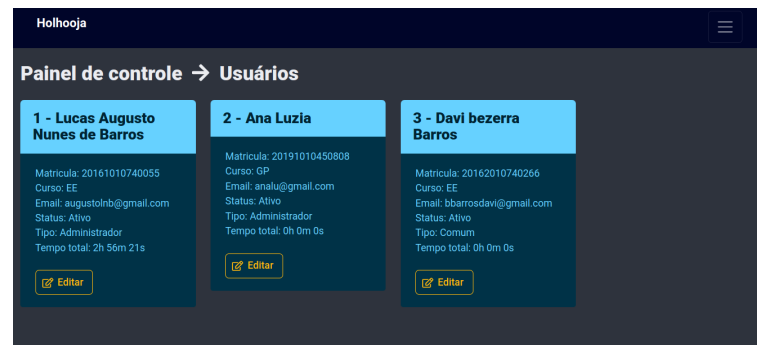 Holhooja
Painel de controle → Usuários
1 - Lucas Augusto
Nunes de Barros
Matricula: 20161010740055
Curso: EE
Email: augustolnb@gmail.com
Status: Ativo
Tipo: Administrador
Tempo total: 2h 56m 21s
Editar
2 - Ana Luzia
Matricula: 20191010450808
Curso: GP
Email: analu@gmail.com
Status: Ativo
Tipo: Administrador
Tempo total: 0h 0m 0s
Editar
3 - Davi bezerra
Barros
Matricula: 20162010740266
Curso: EE
Email: bbarrosdavi@gmail.com
Status: Ativo
Tipo: Comum
Tempo total: 0h 0m 0s
Editar